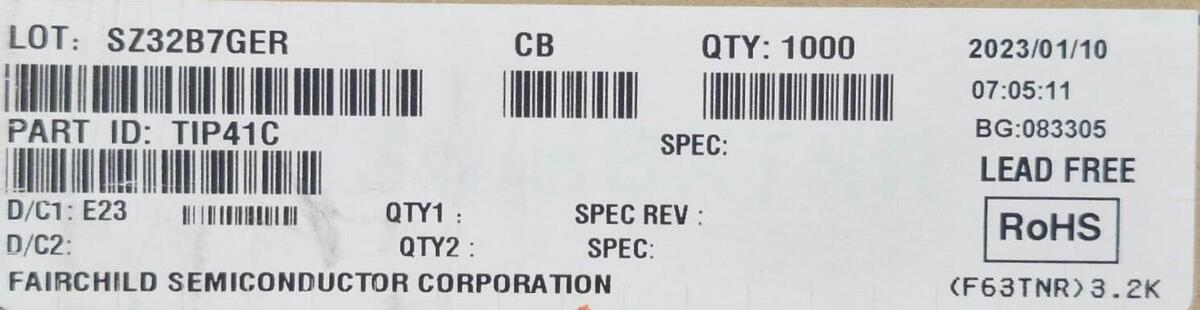 LOT: SZ32B7GER CB QTY: 1000 2023/01/10
07:05:11
PART ID: TIP41C SPEC: BG:083305
LEAD FREE
D/C1: E23 QTY1 : SPEC REV : RoHS
D/C2: QTY2 : SPEC:
FAIRCHILD SEMICONDUCTOR CORPORATION (F63TNR)3.2K